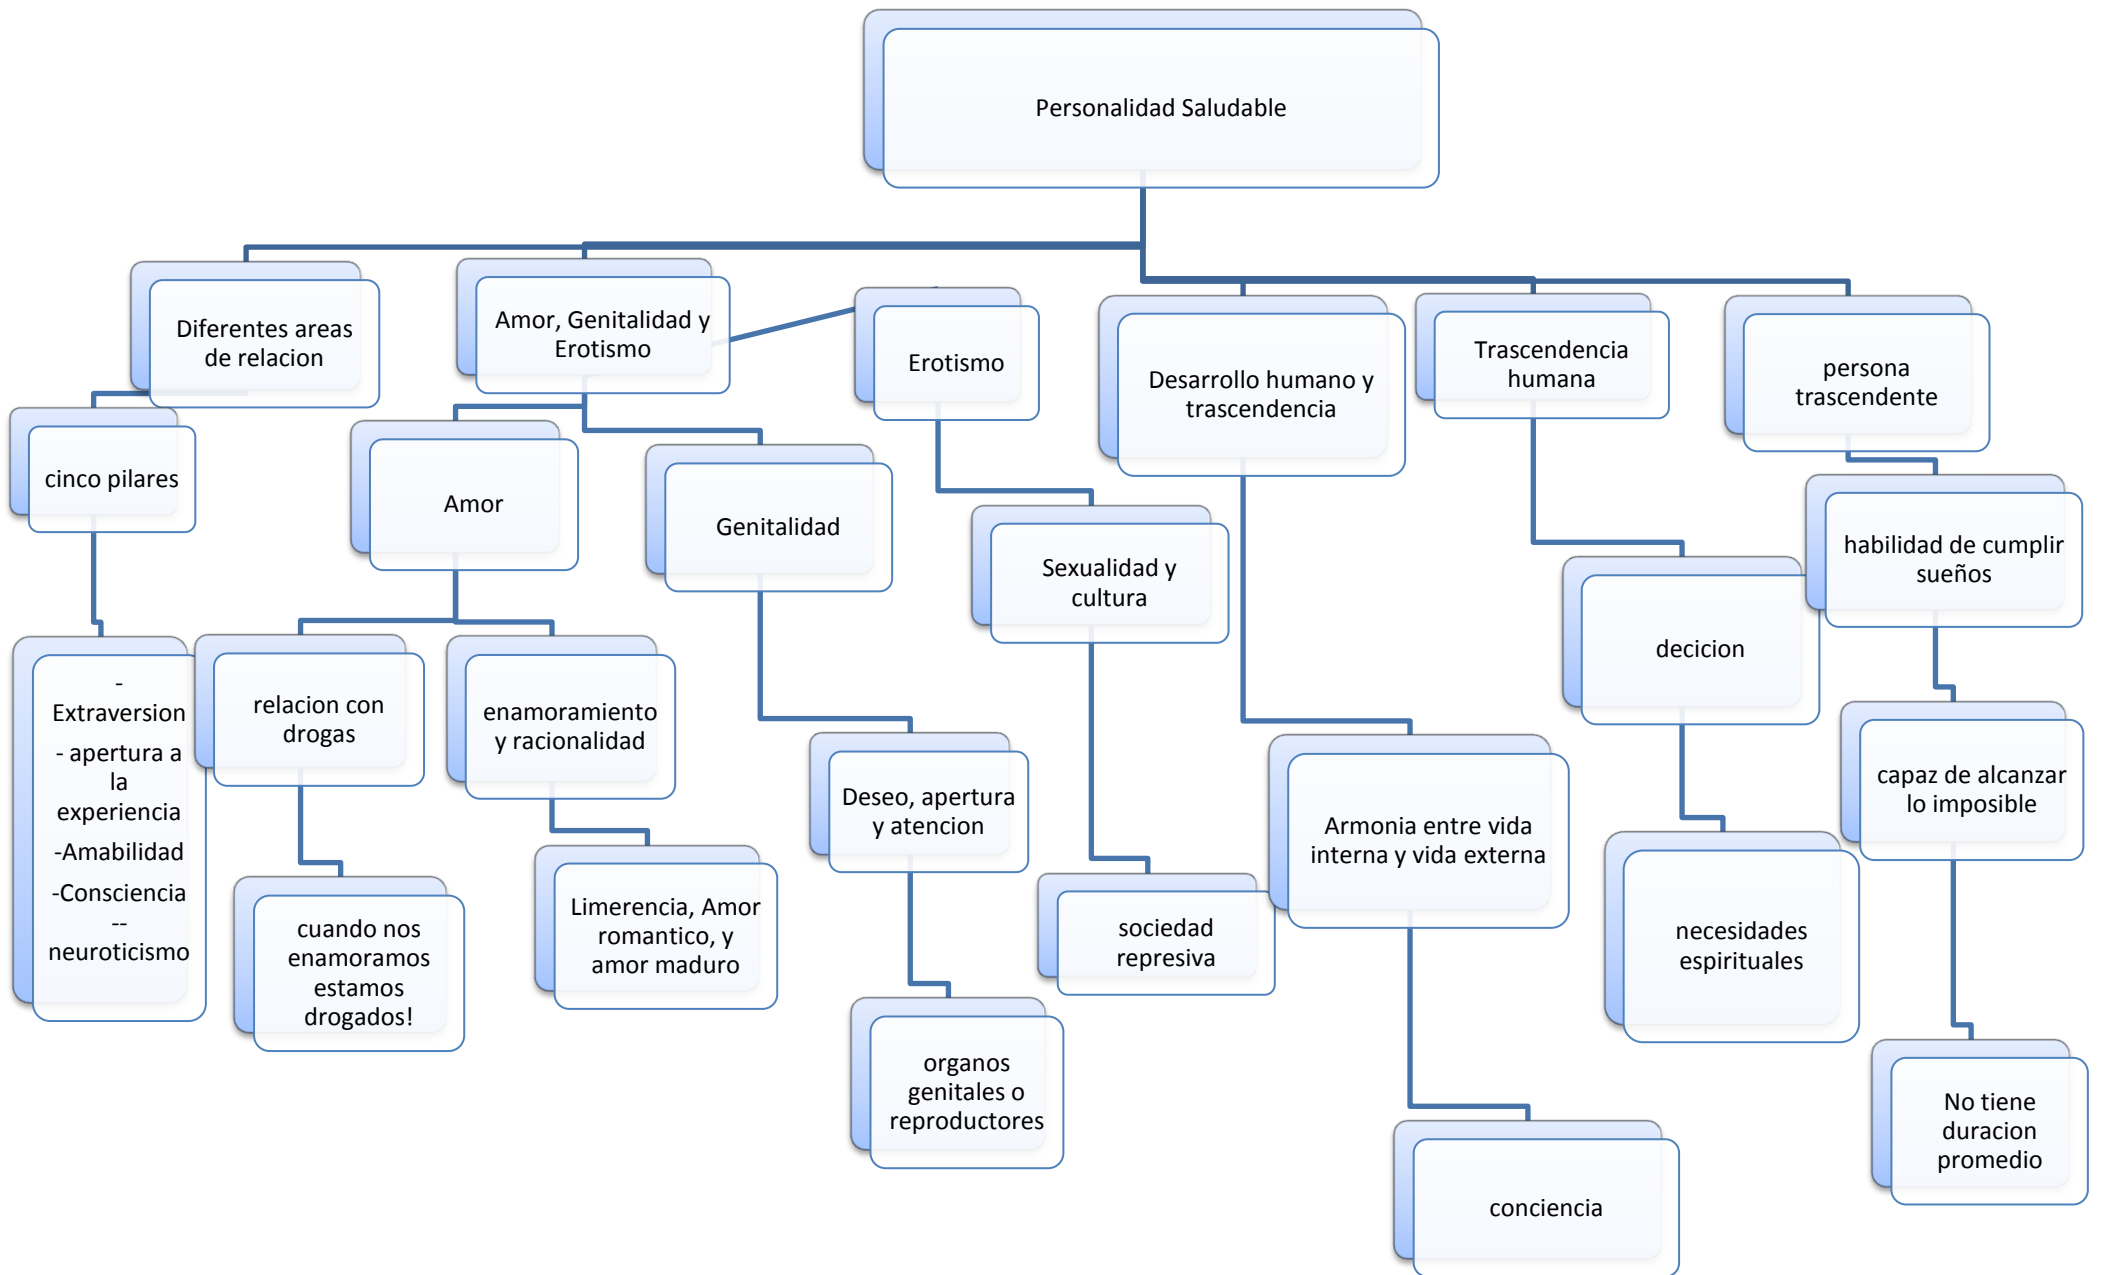 Personalidad Saludable
Diferentes areas
de relacion
Amor, Genitalidad y
Erotismo
Erotismo
Desarrollo humano y
trascendencia
Trascendencia
humana
persona
trascendente
cinco pilares
Amor
Genitalidad
Sexualidad y
cultura
decicion
habilidad de cumplir
sueños
-
Extraversion
- apertura a
la
experiencia
-Amabilidad
-Consciencia
--
neuroticismo
relacion con
drogas
enamoramiento
y racionalidad
Deseo, apertura
y atencion
Armonia entre vida
interna y vida externa
capaz de alcanzar
lo imposible
cuando nos
enamoramos
estamos
drogados!
Limerencia, Amor
romantico, y
amor maduro
sociedad
represiva
necesidades
espirituales
organos
genitales o
reproductores
conciencia
No tiene
duracion
promedio